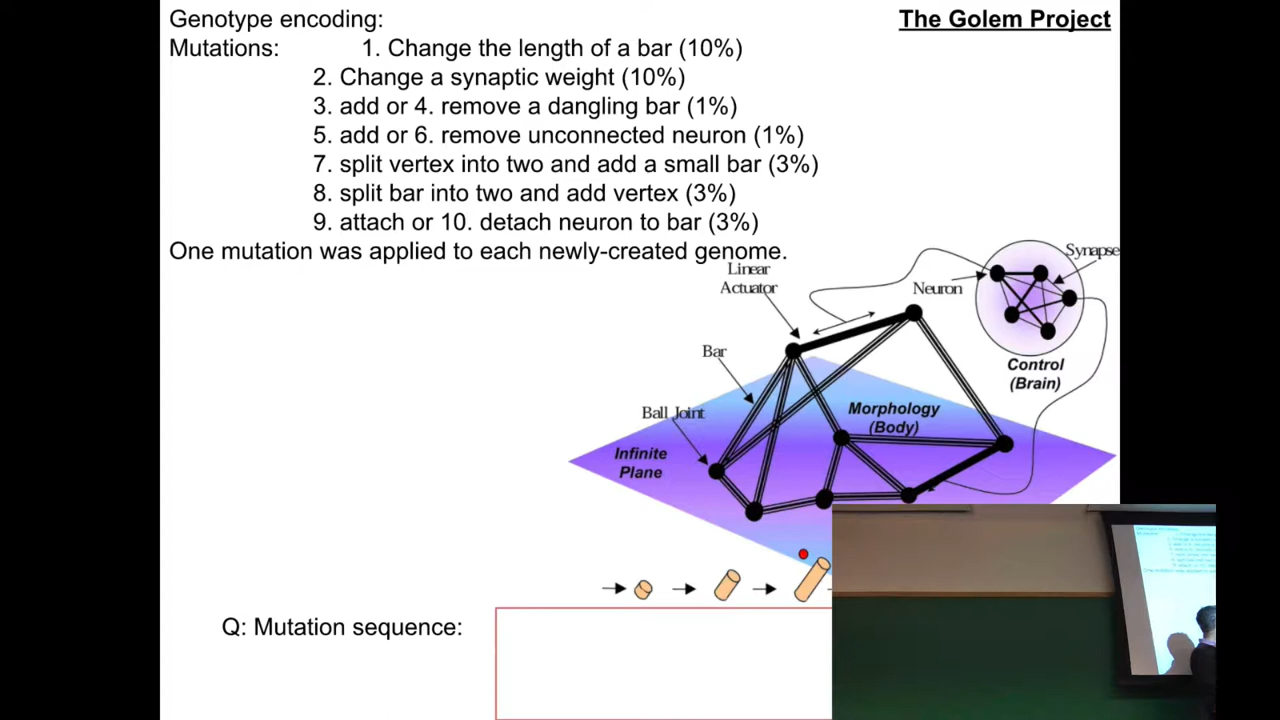 Genotype encoding:
The Golem Project
Mutations: 1. Change the length of a bar (10%)
2. Change a synaptic weight (10%)
3. add or 4. remove a dangling bar (1%)
5. add or 6. remove unconnected neuron (1%)
7. split vertex into two and add a small bar (3%)
8. split bar into two and add vertex (3%)
9. attach or 10. detach neuron to bar (3%)
One mutation was applied to each newly-created genome.
Linear
Actuator
Neuron
Synapse
Bar
Control
(Brain)
Ball Joint
Morphology
(Body)
Infinite
Plane
Q: Mutation sequence: